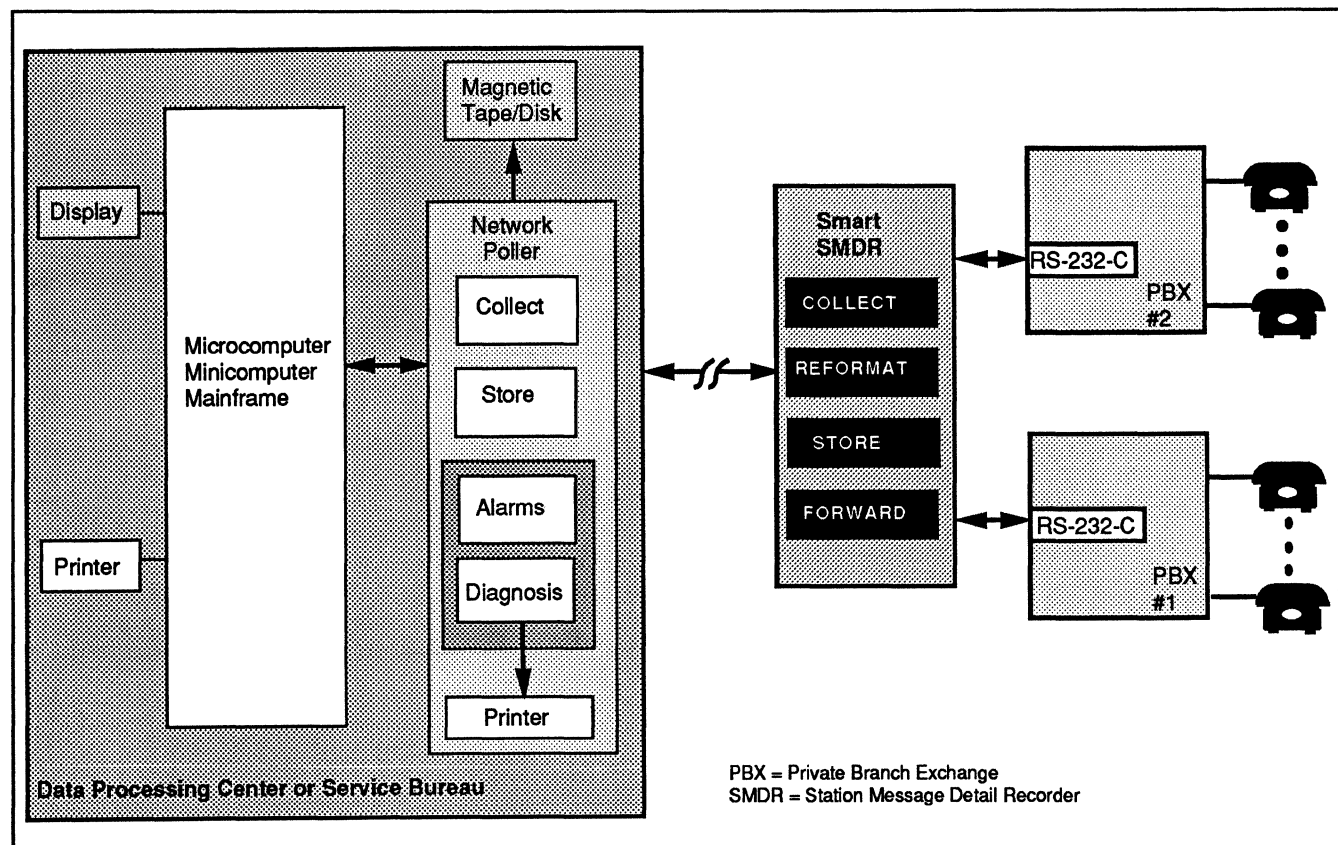 Magnetic
Tape/Disk
Display
Printer
Microcomputer
Minicomputer
Mainframe
Network
Poller
Collect
Store
Alarms
Diagnosis
Printer
Data Processing Center or Service Bureau
Smart
SMDR
COLLECT
REFORMAT
STORE
FORWARD
RS-232-C
PBX
#2
RS-232-C
PBX
#1
PBX = Private Branch Exchange
SMDR = Station Message Detail Recorder